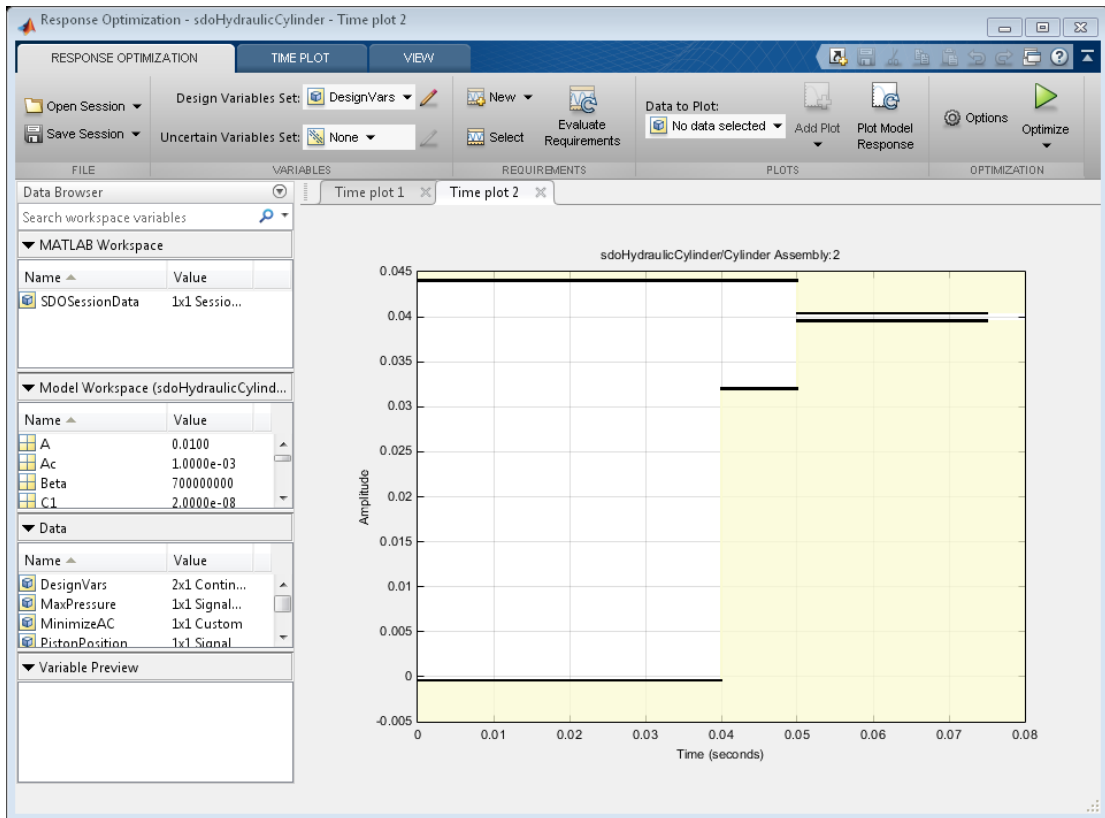 Response Optimization - sdoHydraulicCylinder - Time plot 2
RESPONSE OPTIMIZATION TIME PLOT VIEW
Open Session
Save Session
FILE
Design Variables Set: DesignVars
Uncertain Variables Set: None
VARIABLES
New
Select
Evaluate
Requirements
REQUIREMENTS
Data to Plot:
No data selected
Add Plot
Plot Model
Response
PLOTS
Options
Optimize
OPTIMIZATION
Data Browser
Search workspace variables
MATLAB Workspace
Name Value
SDOSessionData 1x1 Sessio...
Model Workspace (sdoHydraulicCylind...
Name Value
A 0.0100
Ac 1.0000e-03
Beta 700000000
C1 2.0000e-08
Data
Name Value
DesignVars 2x1 Contin...
MaxPressure 1x1 Signal...
MinimizeAC 1x1 Custom
PistonPosition 1x1 Signal
Variable Preview
Time plot 1 Time plot 2
sdoHydraulicCylinder/Cylinder Assembly:2
0.045
0.04
0.035
0.03
0.025
0.02
0.015
0.01
0.005
0
-0.005
Amplitude
0 0.01 0.02 0.03 0.04 0.05 0.06 0.07 0.08
Time (seconds)